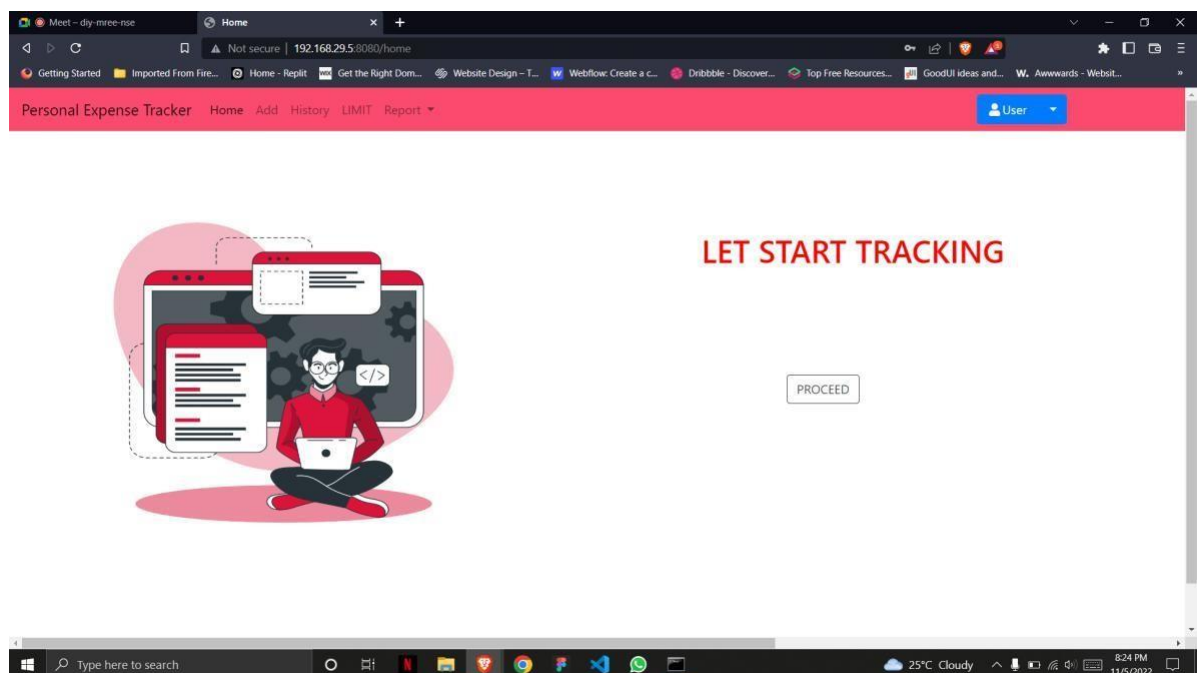 Meet – diy-mree-nse
Home
Not secure | 192.168.29.5:8080/home
Getting Started Imported From Fire... Home - Replit Get the Right Dom... Website Design – T... Webflow: Create a c... Dribbble - Discover... Top Free Resources... GoodUI ideas and... W. Awwwards - Websit... »
Personal Expense Tracker Home Add History LIMIT Report User
LET START TRACKING
</>
PROCEED
Type here to search
25°C Cloudy
8:24 PM
11/5/2022